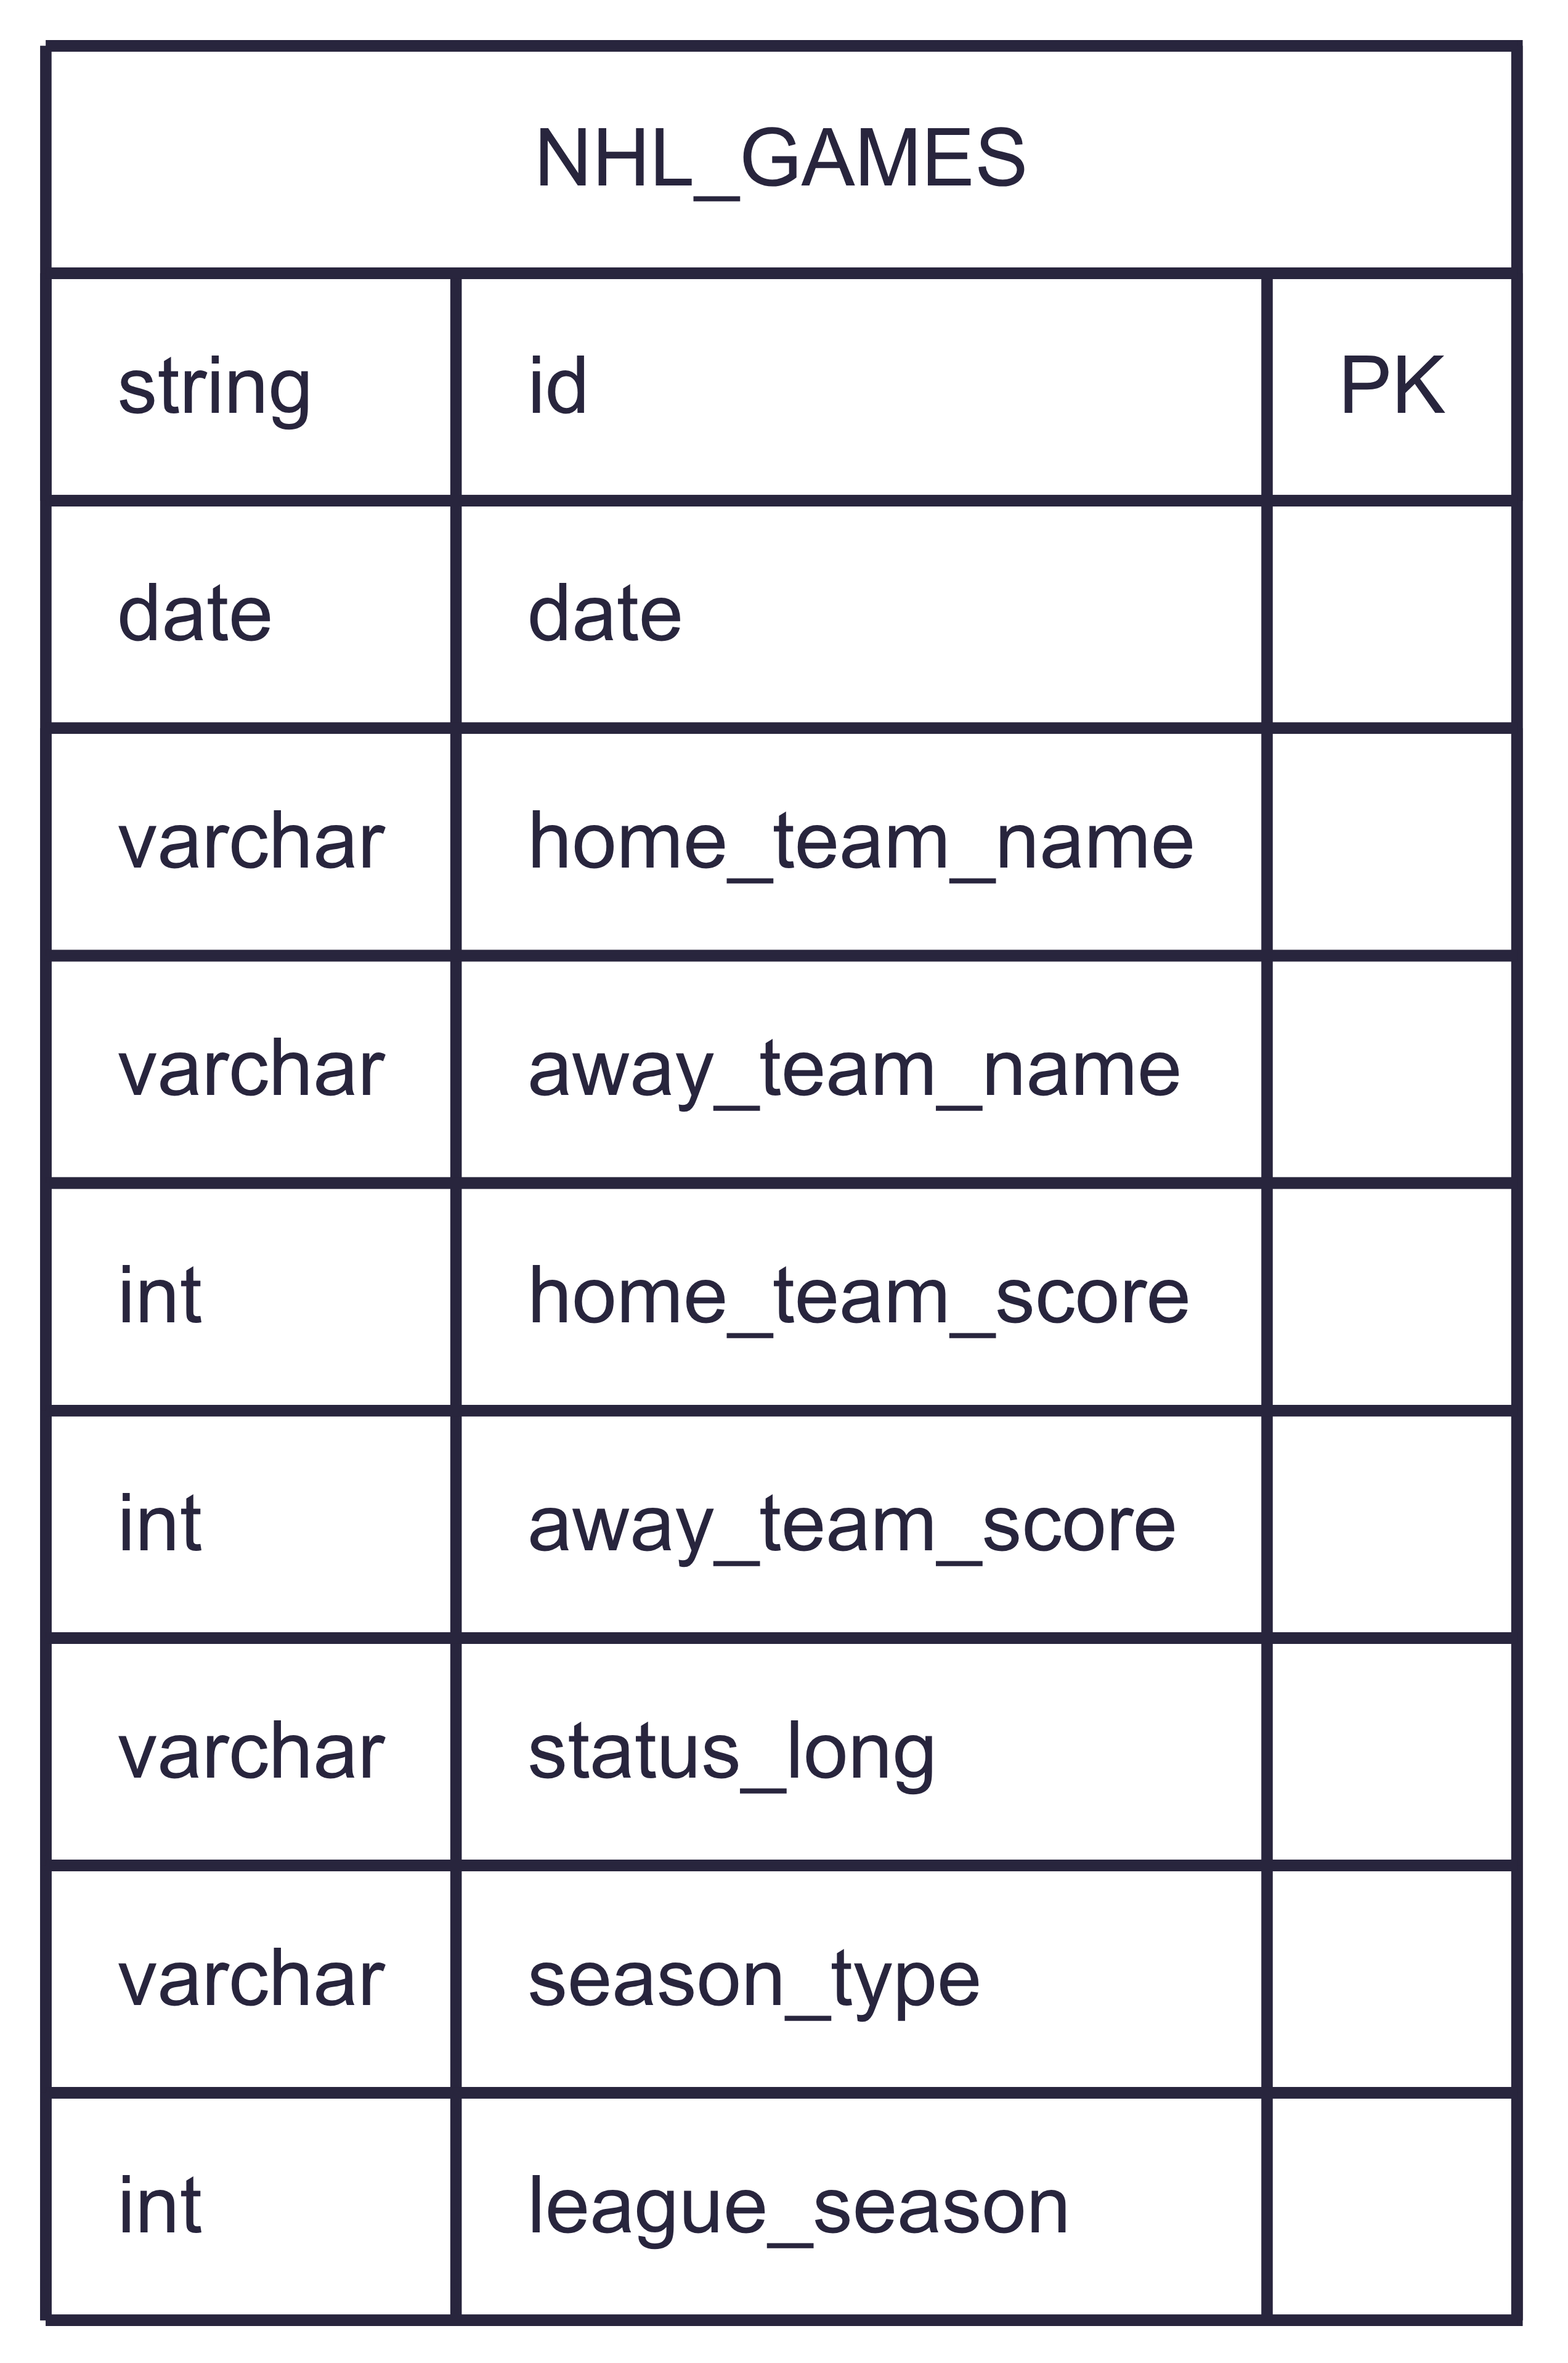 NHL_GAMES
string id PK
date date
varchar home_team_name
varchar away_team_name
int home_team_score
int away_team_score
varchar status_long
varchar season_type
int league_season